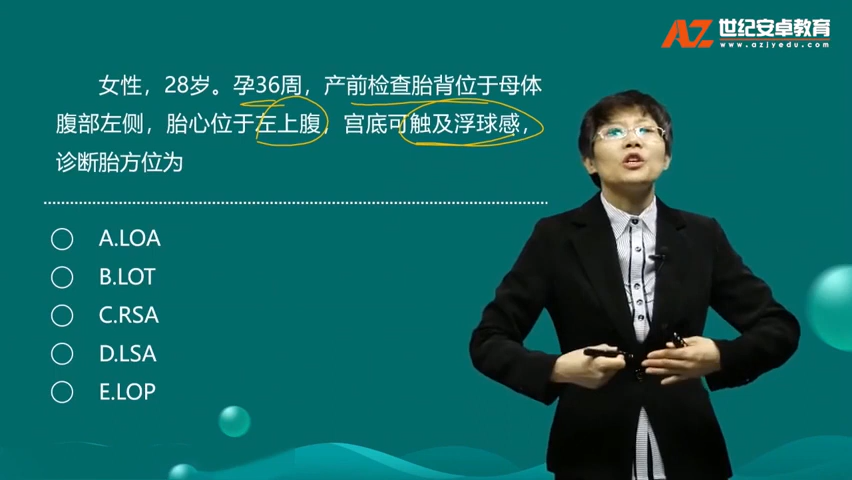 世纪安卓教育
www.azjyedu.com
女性，28岁。孕36周，产前检查胎背位于母体
腹部左侧，胎心位于左上腹，宫底可触及浮球感，
诊断胎方位为
A.LOA
B.LOT
C.RSA
D.LSA
E.LOP